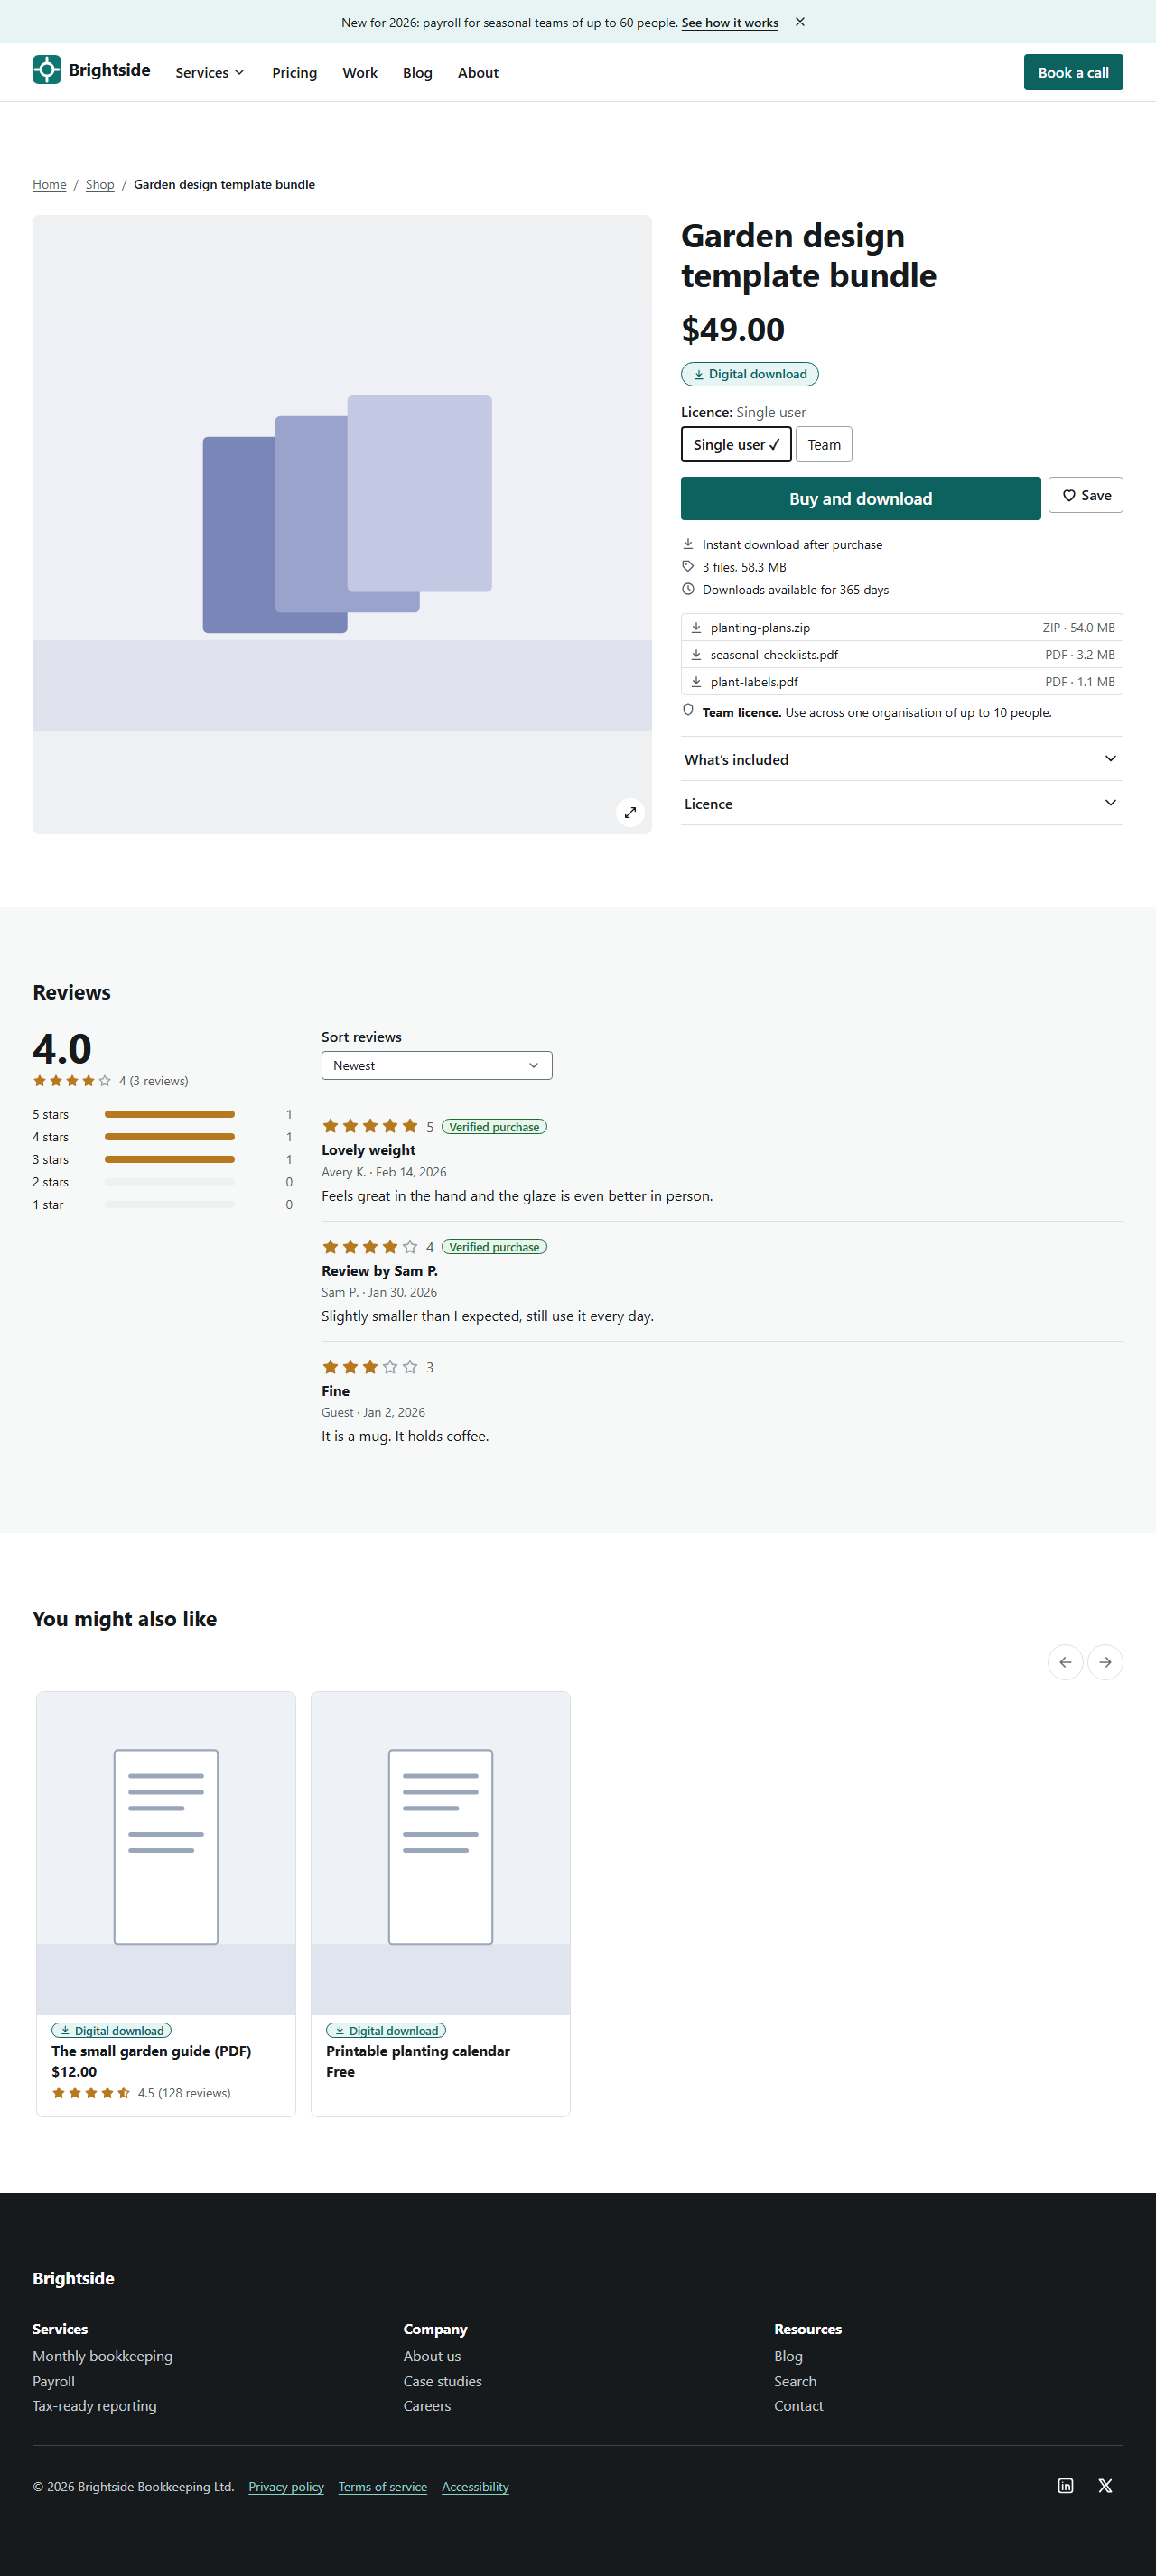 New for 2026: payroll for seasonal teams of up to 60 people. See how it works
Brightside
Services
Pricing
Work
Blog
About
Book a call
Home / Shop / Garden design template bundle
Garden design
template bundle
$49.00
Digital download
Licence: Single user
Single user ✓
Team
Buy and download
Save
Instant download after purchase
3 files, 58.3 MB
Downloads available for 365 days
planting-plans.zip ZIP · 54.0 MB
seasonal-checklists.pdf PDF · 3.2 MB
plant-labels.pdf PDF · 1.1 MB
Team licence. Use across one organisation of up to 10 people.
What's included
Licence
Reviews
4.0
4 (3 reviews)
5 stars 1
4 stars 1
3 stars 1
2 stars 0
1 star 0
Sort reviews
Newest
5 Verified purchase
Lovely weight
Avery K. · Feb 14, 2026
Feels great in the hand and the glaze is even better in person.
4 Verified purchase
Review by Sam P.
Sam P. · Jan 30, 2026
Slightly smaller than I expected, still use it every day.
3
Fine
Guest · Jan 2, 2026
It is a mug. It holds coffee.
You might also like
Digital download
The small garden guide (PDF)
$12.00
4.5 (128 reviews)
Digital download
Printable planting calendar
Free
Brightside
Services
Monthly bookkeeping
Payroll
Tax-ready reporting
Company
About us
Case studies
Careers
Resources
Blog
Search
Contact
© 2026 Brightside Bookkeeping Ltd. Privacy policy Terms of service Accessibility